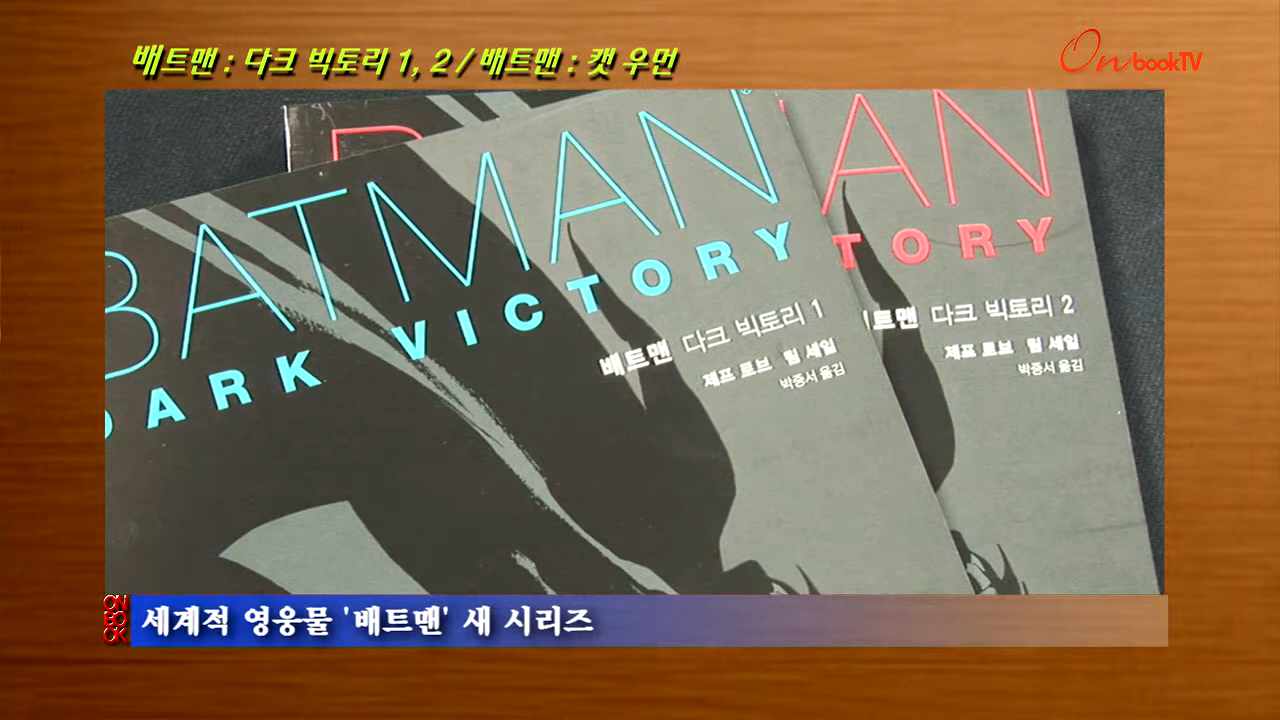 배트맨 : 다크 빅토리 1, 2 / 배트맨 : 캣 우먼
On bookTV
BATMAN
DARK VICTORY
배트맨 다크 빅토리 1
제프 로브 팀 세일
박중서 옮김
AN
TORY
배트맨 다크 빅토리 2
제프 로브 팀 세일
박중서 옮김
ON
BOOK
세계적 영웅물 '배트맨' 새 시리즈